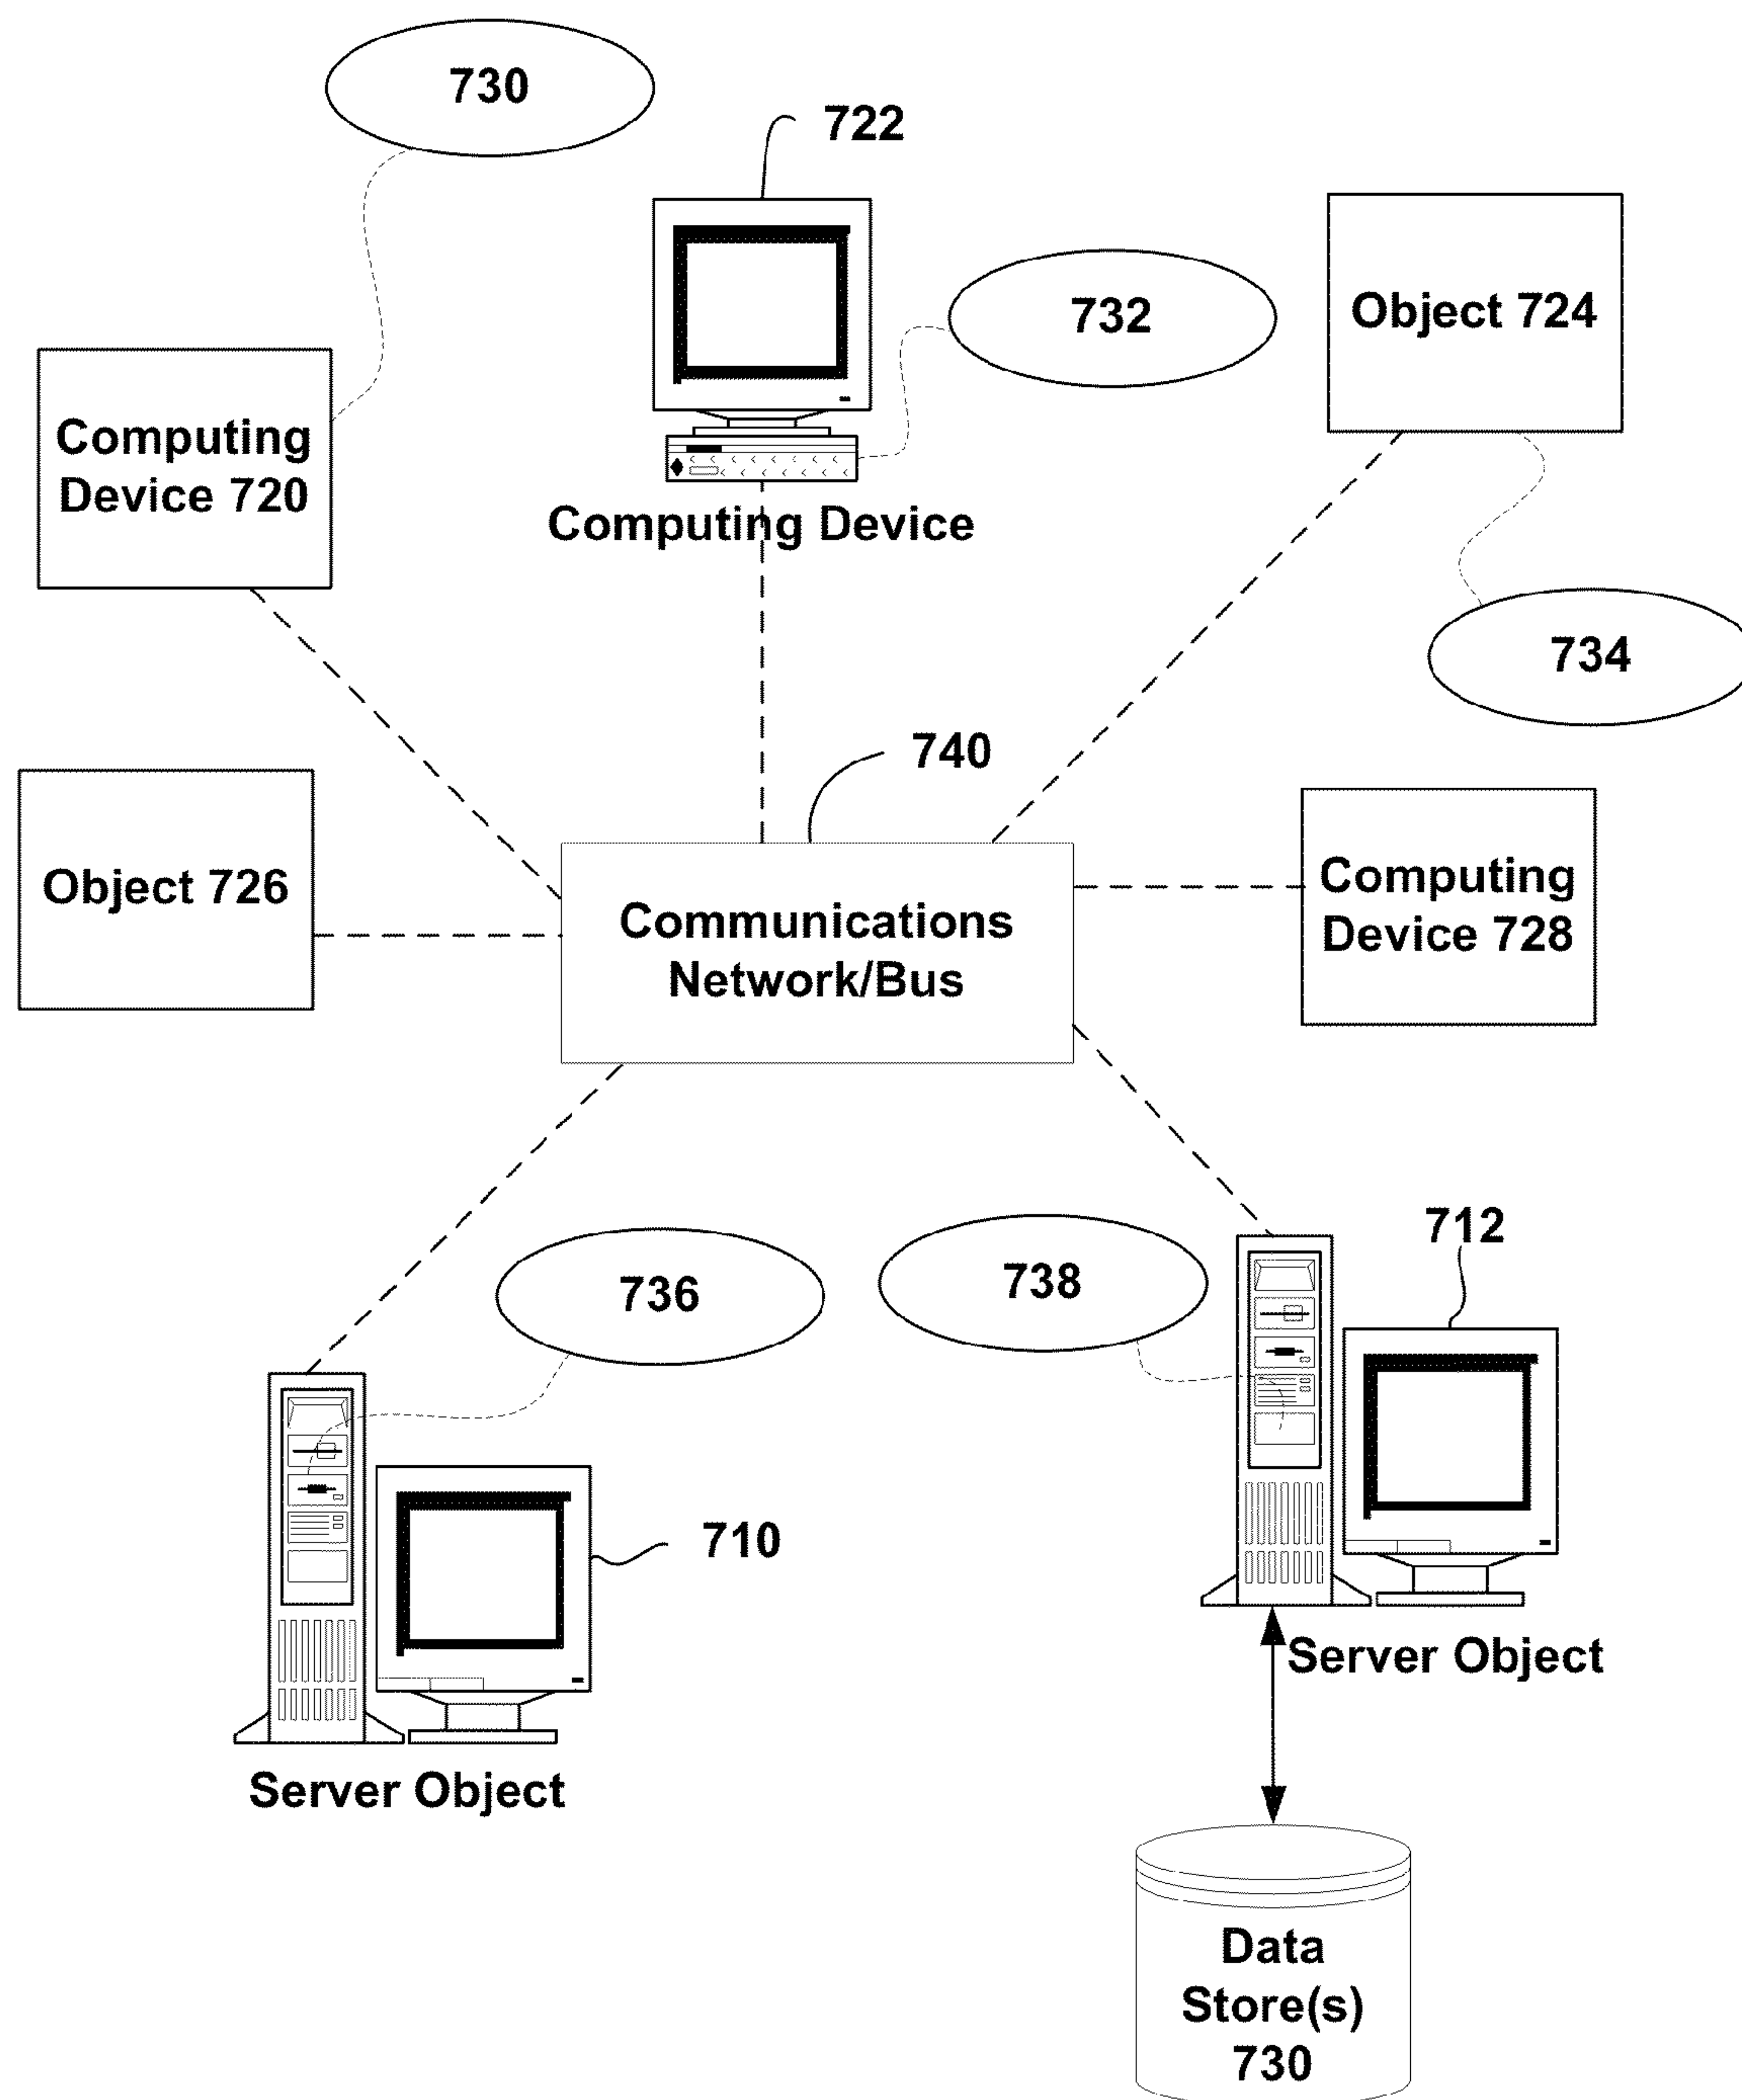 730
722
732
Object 724
Computing
Device 720
Computing Device
734
740
Object 726
Communications
Network/Bus
Computing
Device 728
712
736
738
710
Server Object
Server Object
Data
Store(s)
730